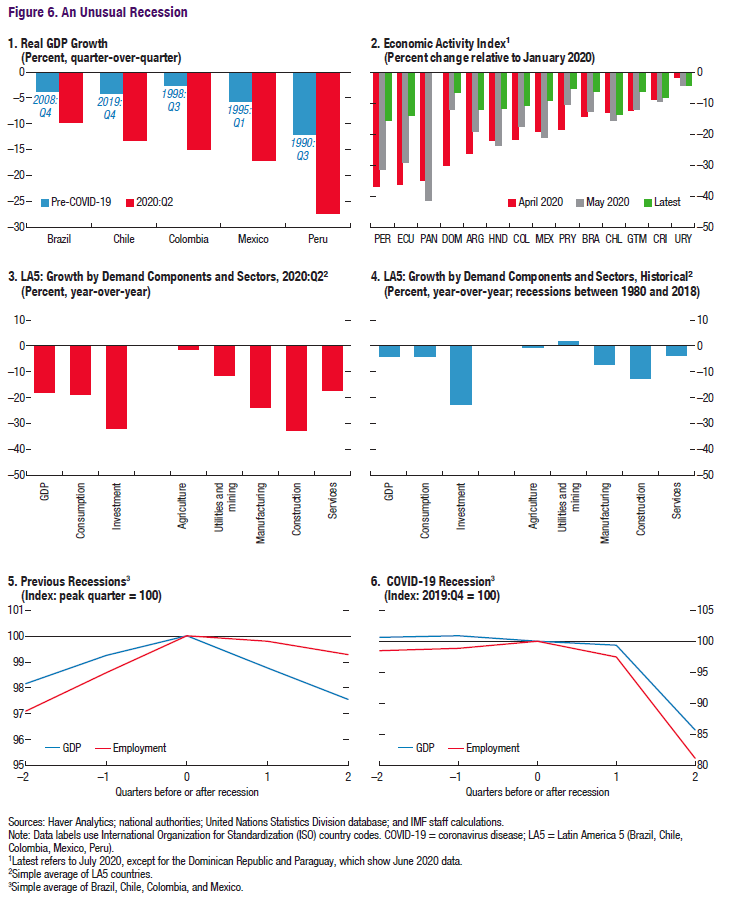 Figure 6. An Unusual Recession
1. Real GDP Growth
(Percent, quarter-over-quarter)
0
–5
–10
–15
–20
–25
–30
2008:
Q4
2019:
Q4
1998:
Q3
1995:
Q1
1990:
Q3
Pre-COVID-19
2020:Q2
Brazil
Chile
Colombia
Mexico
Peru
2. Economic Activity Index¹
(Percent change relative to January 2020)
0
–10
–20
–30
–40
–50
April 2020
May 2020
Latest
PER ECU PAN DOM ARG HND COL MEX PRY BRA CHL GTM CRI URY
3. LA5: Growth by Demand Components and Sectors, 2020:Q2²
(Percent, year-over-year)
10
0
–10
–20
–30
–40
–50
GDP
Consumption
Investment
Agriculture
Utilities and
mining
Manufacturing
Construction
Services
4. LA5: Growth by Demand Components and Sectors, Historical²
(Percent, year-over-year; recessions between 1980 and 2018)
10
0
–10
–20
–30
–40
–50
GDP
Consumption
Investment
Agriculture
Utilities and
mining
Manufacturing
Construction
Services
5. Previous Recessions³
(Index: peak quarter = 100)
101
100
99
98
97
96
95
GDP
Employment
–2
–1
0
1
2
Quarters before or after recession
6. COVID-19 Recession³
(Index: 2019:Q4 = 100)
105
100
95
90
85
80
GDP
Employment
–2
–1
0
1
2
Quarters before or after recession
Sources: Haver Analytics; national authorities; United Nations Statistics Division database; and IMF staff calculations.
Note: Data labels use International Organization for Standardization (ISO) country codes. COVID-19 = coronavirus disease; LA5 = Latin America 5 (Brazil, Chile,
Colombia, Mexico, Peru).
¹Latest refers to July 2020, except for the Dominican Republic and Paraguay, which show June 2020 data.
²Simple average of LA5 countries.
³Simple average of Brazil, Chile, Colombia, and Mexico.